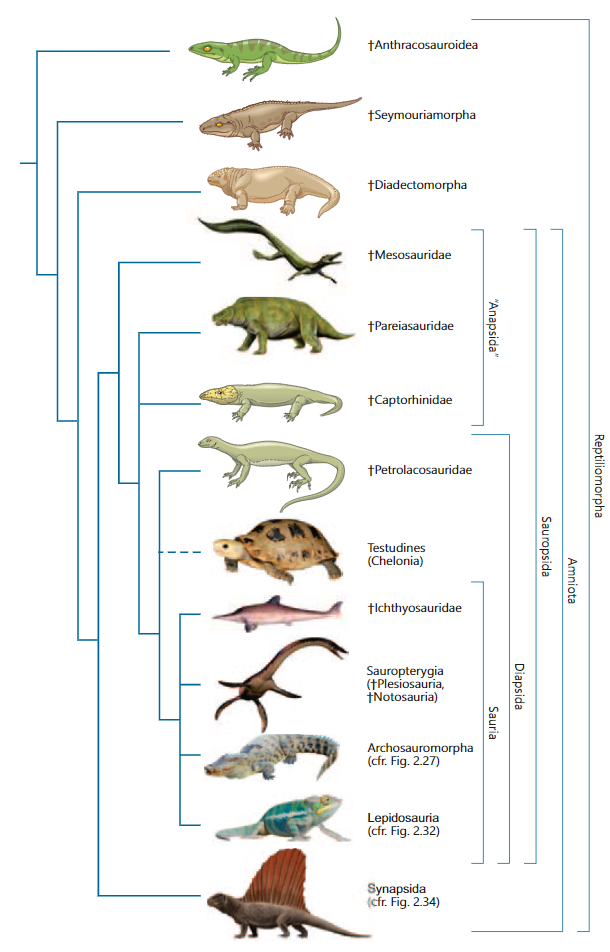 †Anthracosauroidea
†Seymouriamorpha
†Diadectomorpha
†Mesosauridae
†Pareiasauridae
†Captorhinidae
†Petrolacosauridae
Testudines
(Chelonia)
†Ichthyosauridae
Sauropterygia
(†Plesiosauria,
†Notosauria)
Archosauromorpha
(cfr. Fig. 2.27)
Lepidosauria
(cfr. Fig. 2.32)
Synapsida
(cfr. Fig. 2.34)
"Anapsida"
Sauria
Diapsida
Sauropsida
Amniota
Reptiliomorpha